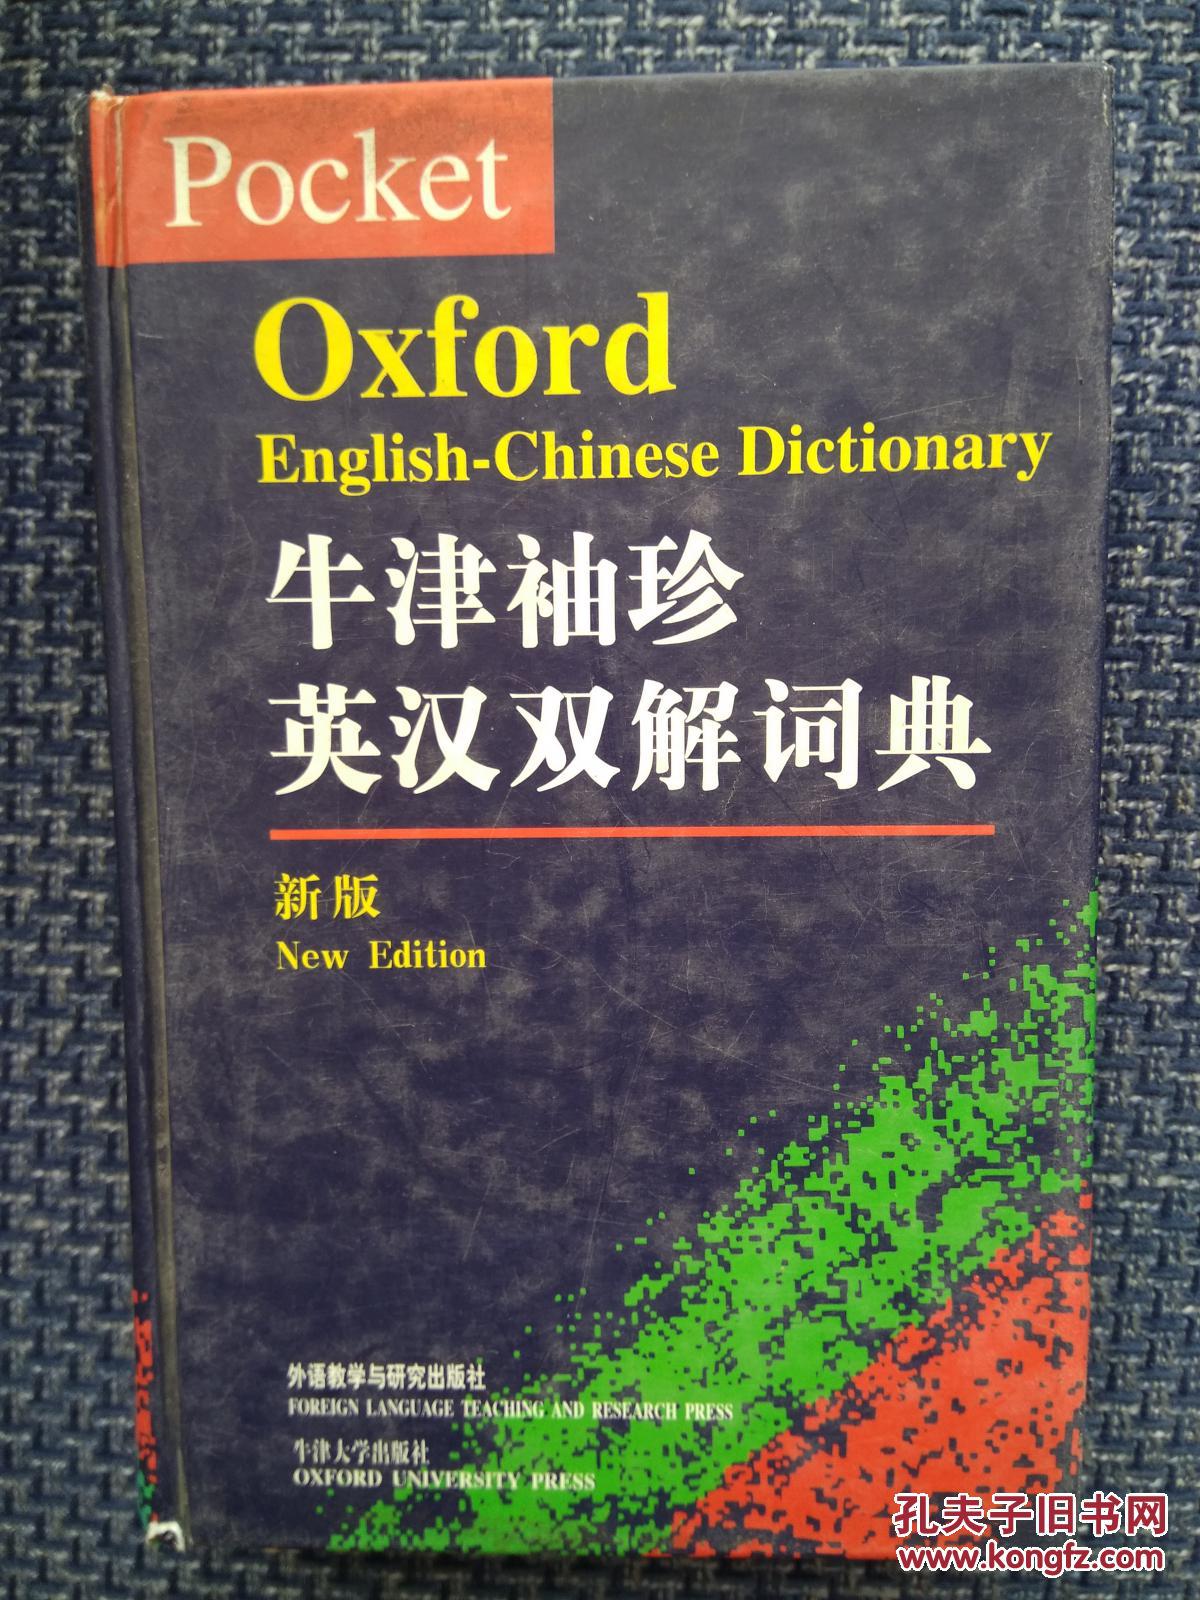 Pocket
Oxford
English-Chinese Dictionary
牛津袖珍
英汉双解词典
新版
New Edition
外语教学与研究出版社
FOREIGN LANGUAGE TEACHING AND RESEARCH PRESS
牛津大学出版社
OXFORD UNIVERSITY PRESS
孔夫子旧书网
www.kongfz.com